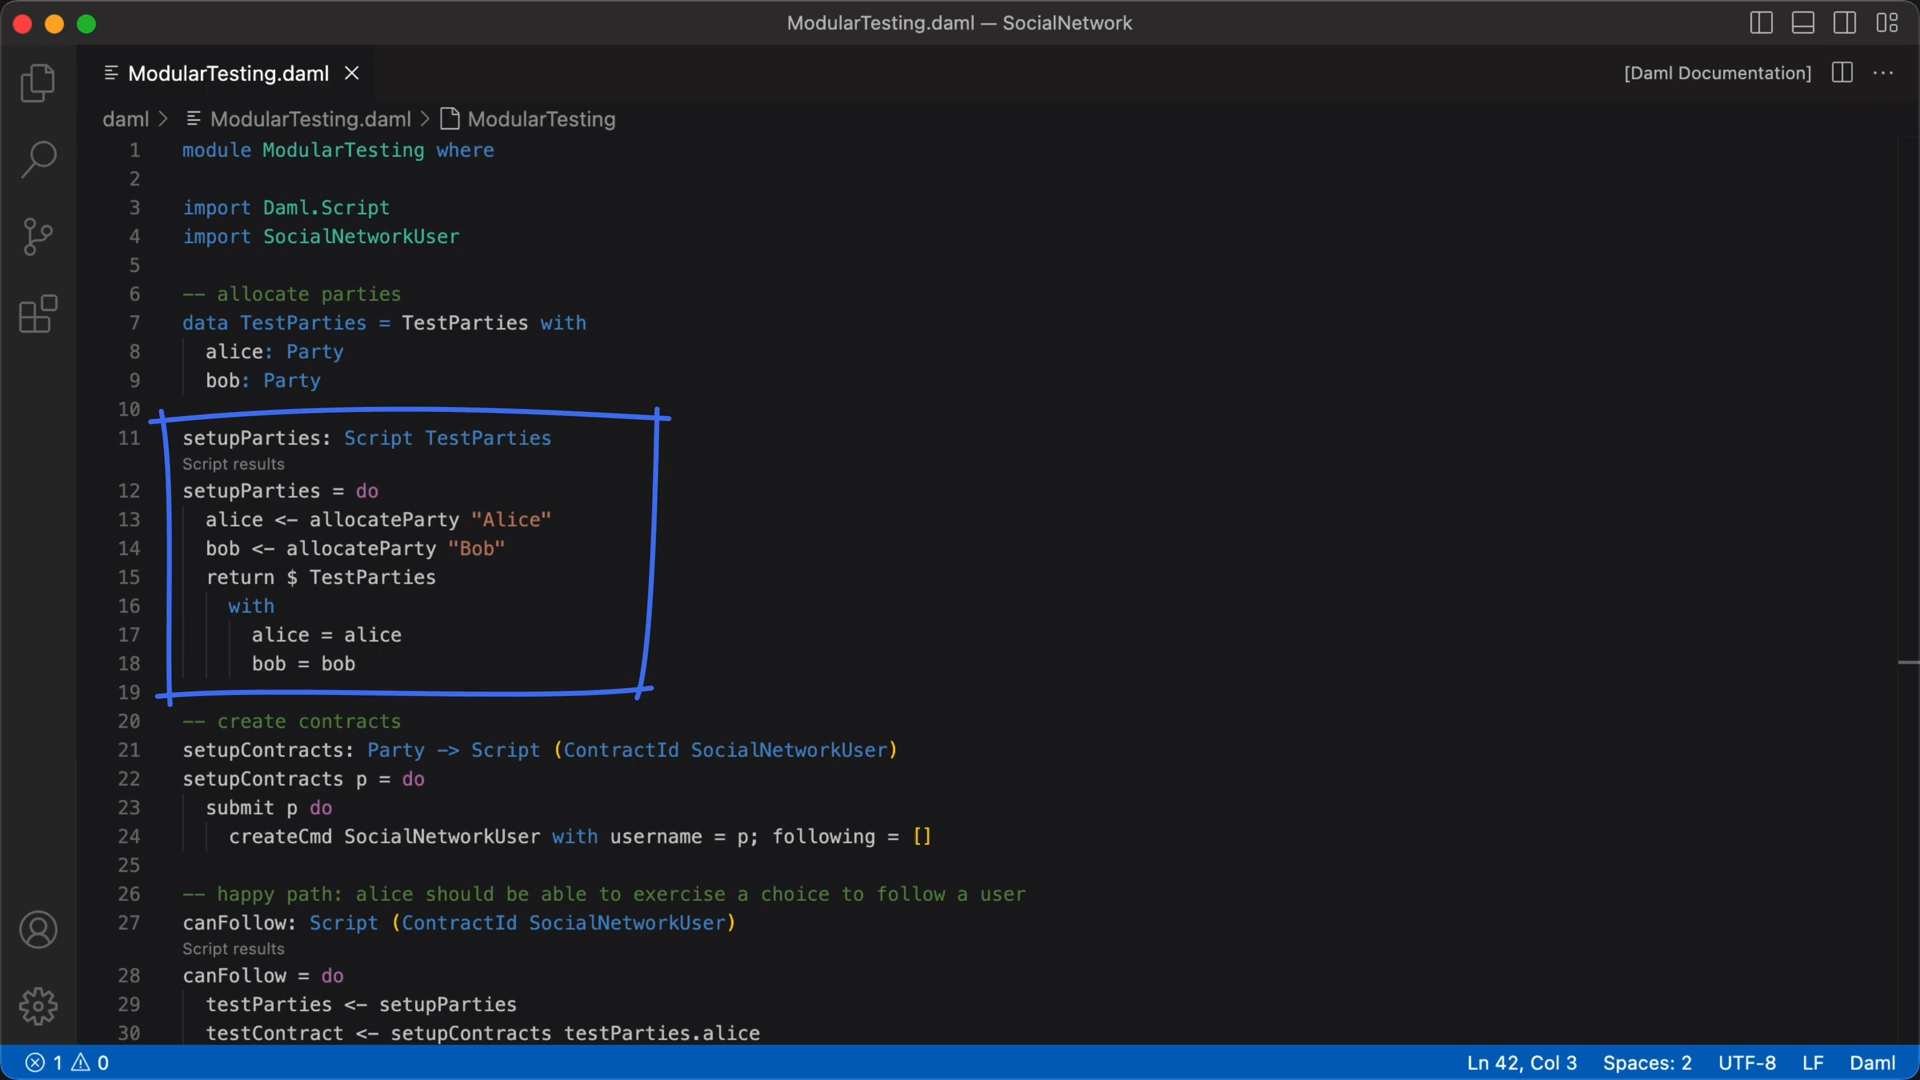 ModularTesting.daml — SocialNetwork
ModularTesting.daml
[Daml Documentation]
daml > ModularTesting.daml > ModularTesting
1 module ModularTesting where
2
3 import Daml.Script
4 import SocialNetworkUser
5
6 -- allocate parties
7 data TestParties = TestParties with
8 alice: Party
9 bob: Party
10
11 setupParties: Script TestParties
Script results
12 setupParties = do
13 alice <- allocateParty "Alice"
14 bob <- allocateParty "Bob"
15 return $ TestParties
16 with
17 alice = alice
18 bob = bob
19
20 -- create contracts
21 setupContracts: Party -> Script (ContractId SocialNetworkUser)
22 setupContracts p = do
23 submit p do
24 createCmd SocialNetworkUser with username = p; following = []
25
26 -- happy path: alice should be able to exercise a choice to follow a user
27 canFollow: Script (ContractId SocialNetworkUser)
Script results
28 canFollow = do
29 testParties <- setupParties
30 testContract <- setupContracts testParties.alice
1 0
Ln 42, Col 3 Spaces: 2 UTF-8 LF Daml